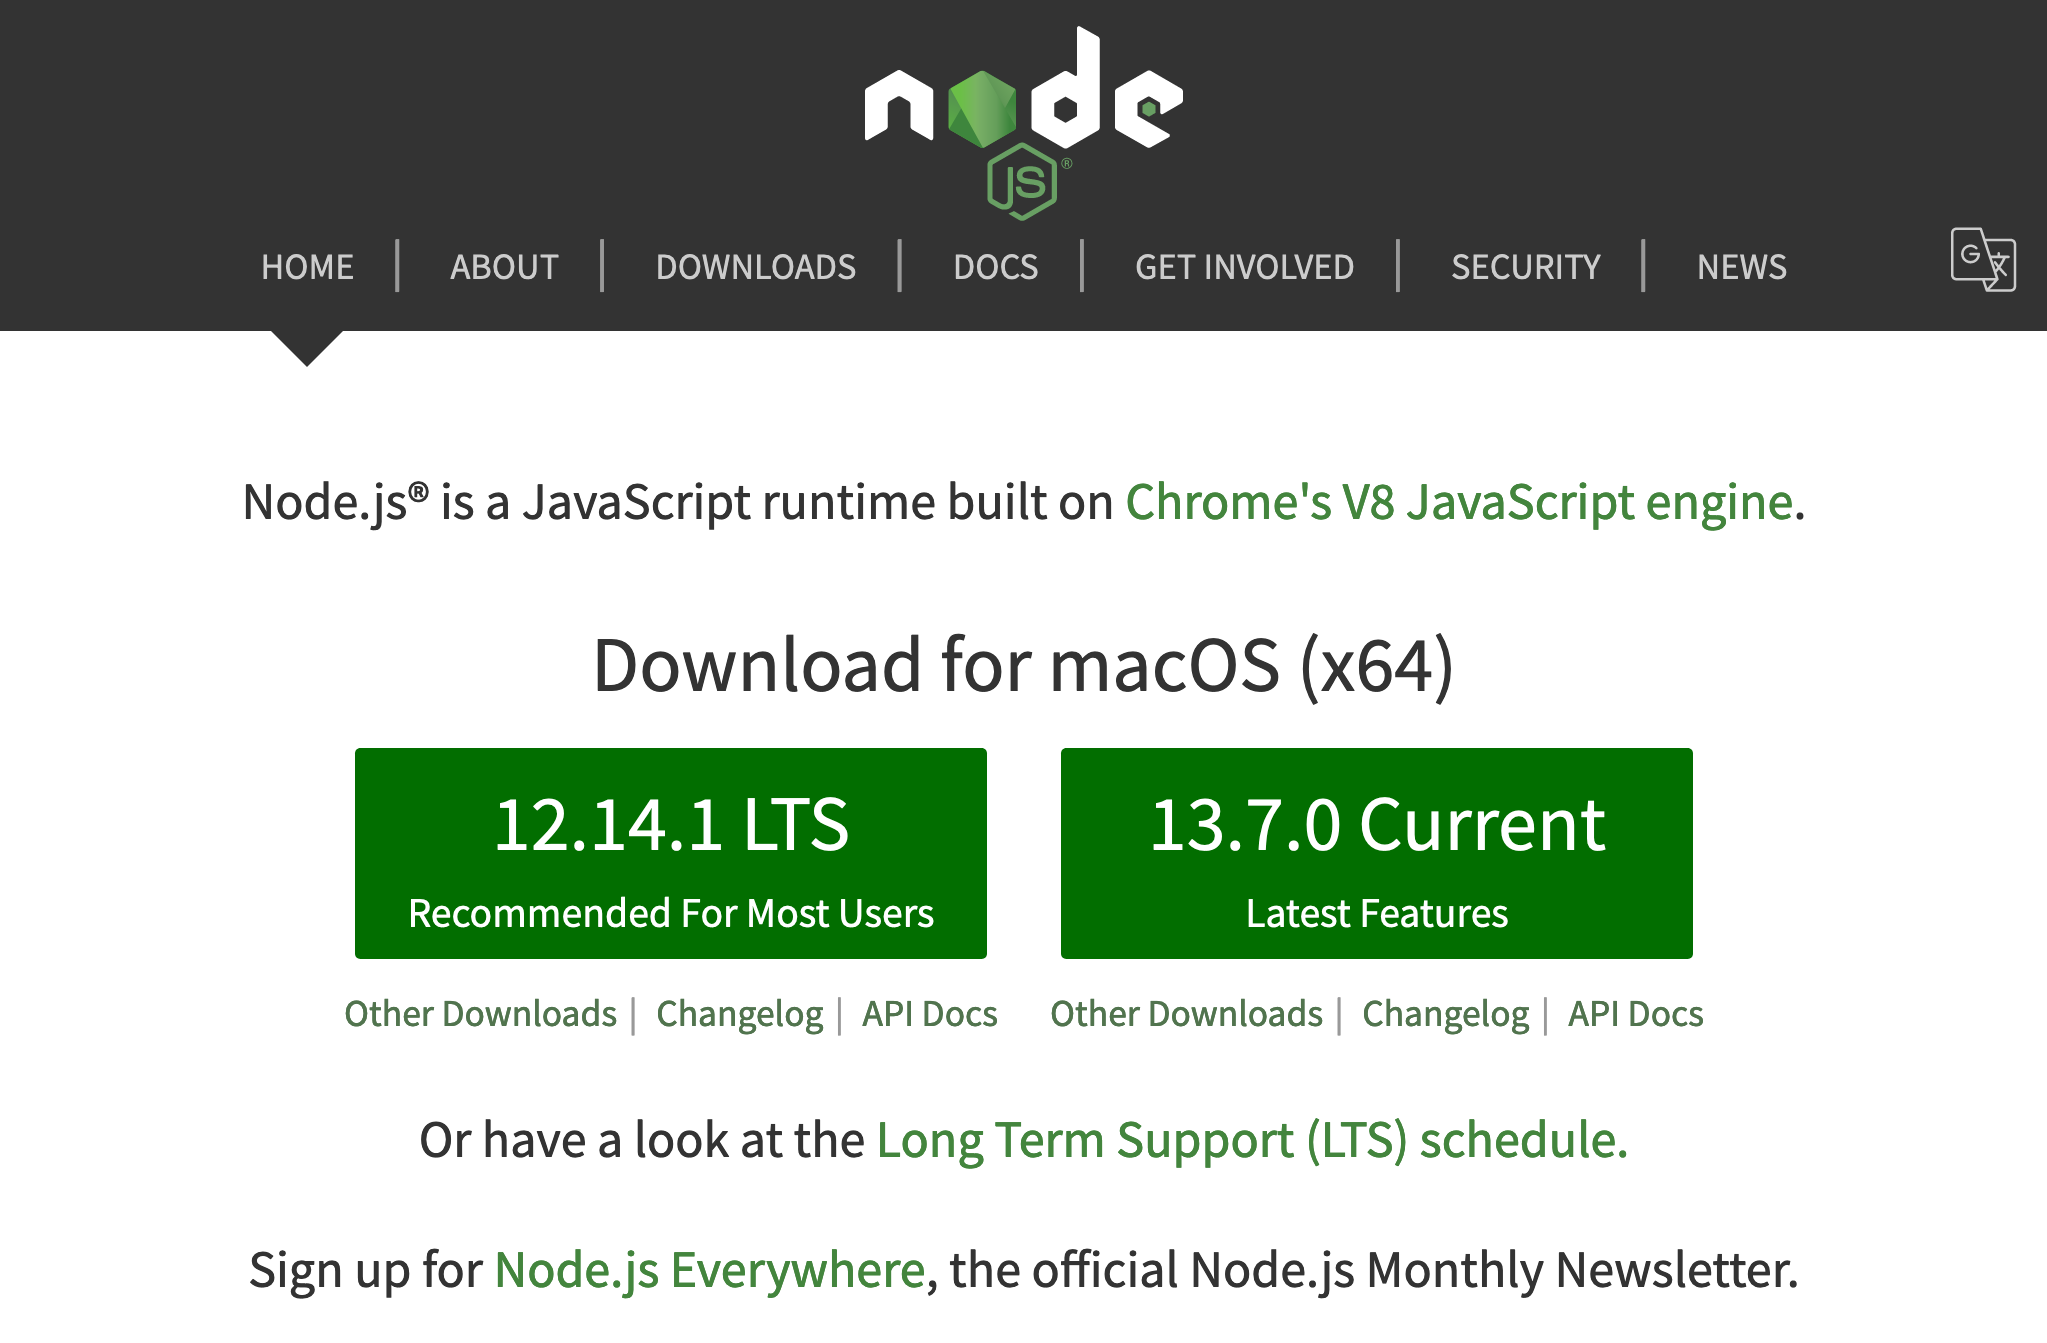 node
JS®
HOME | ABOUT | DOWNLOADS | DOCS | GET INVOLVED | SECURITY | NEWS
G 文
Node.js® is a JavaScript runtime built on Chrome's V8 JavaScript engine.
Download for macOS (x64)
12.14.1 LTS
Recommended For Most Users
13.7.0 Current
Latest Features
Other Downloads | Changelog | API Docs
Other Downloads | Changelog | API Docs
Or have a look at the Long Term Support (LTS) schedule.
Sign up for Node.js Everywhere, the official Node.js Monthly Newsletter.